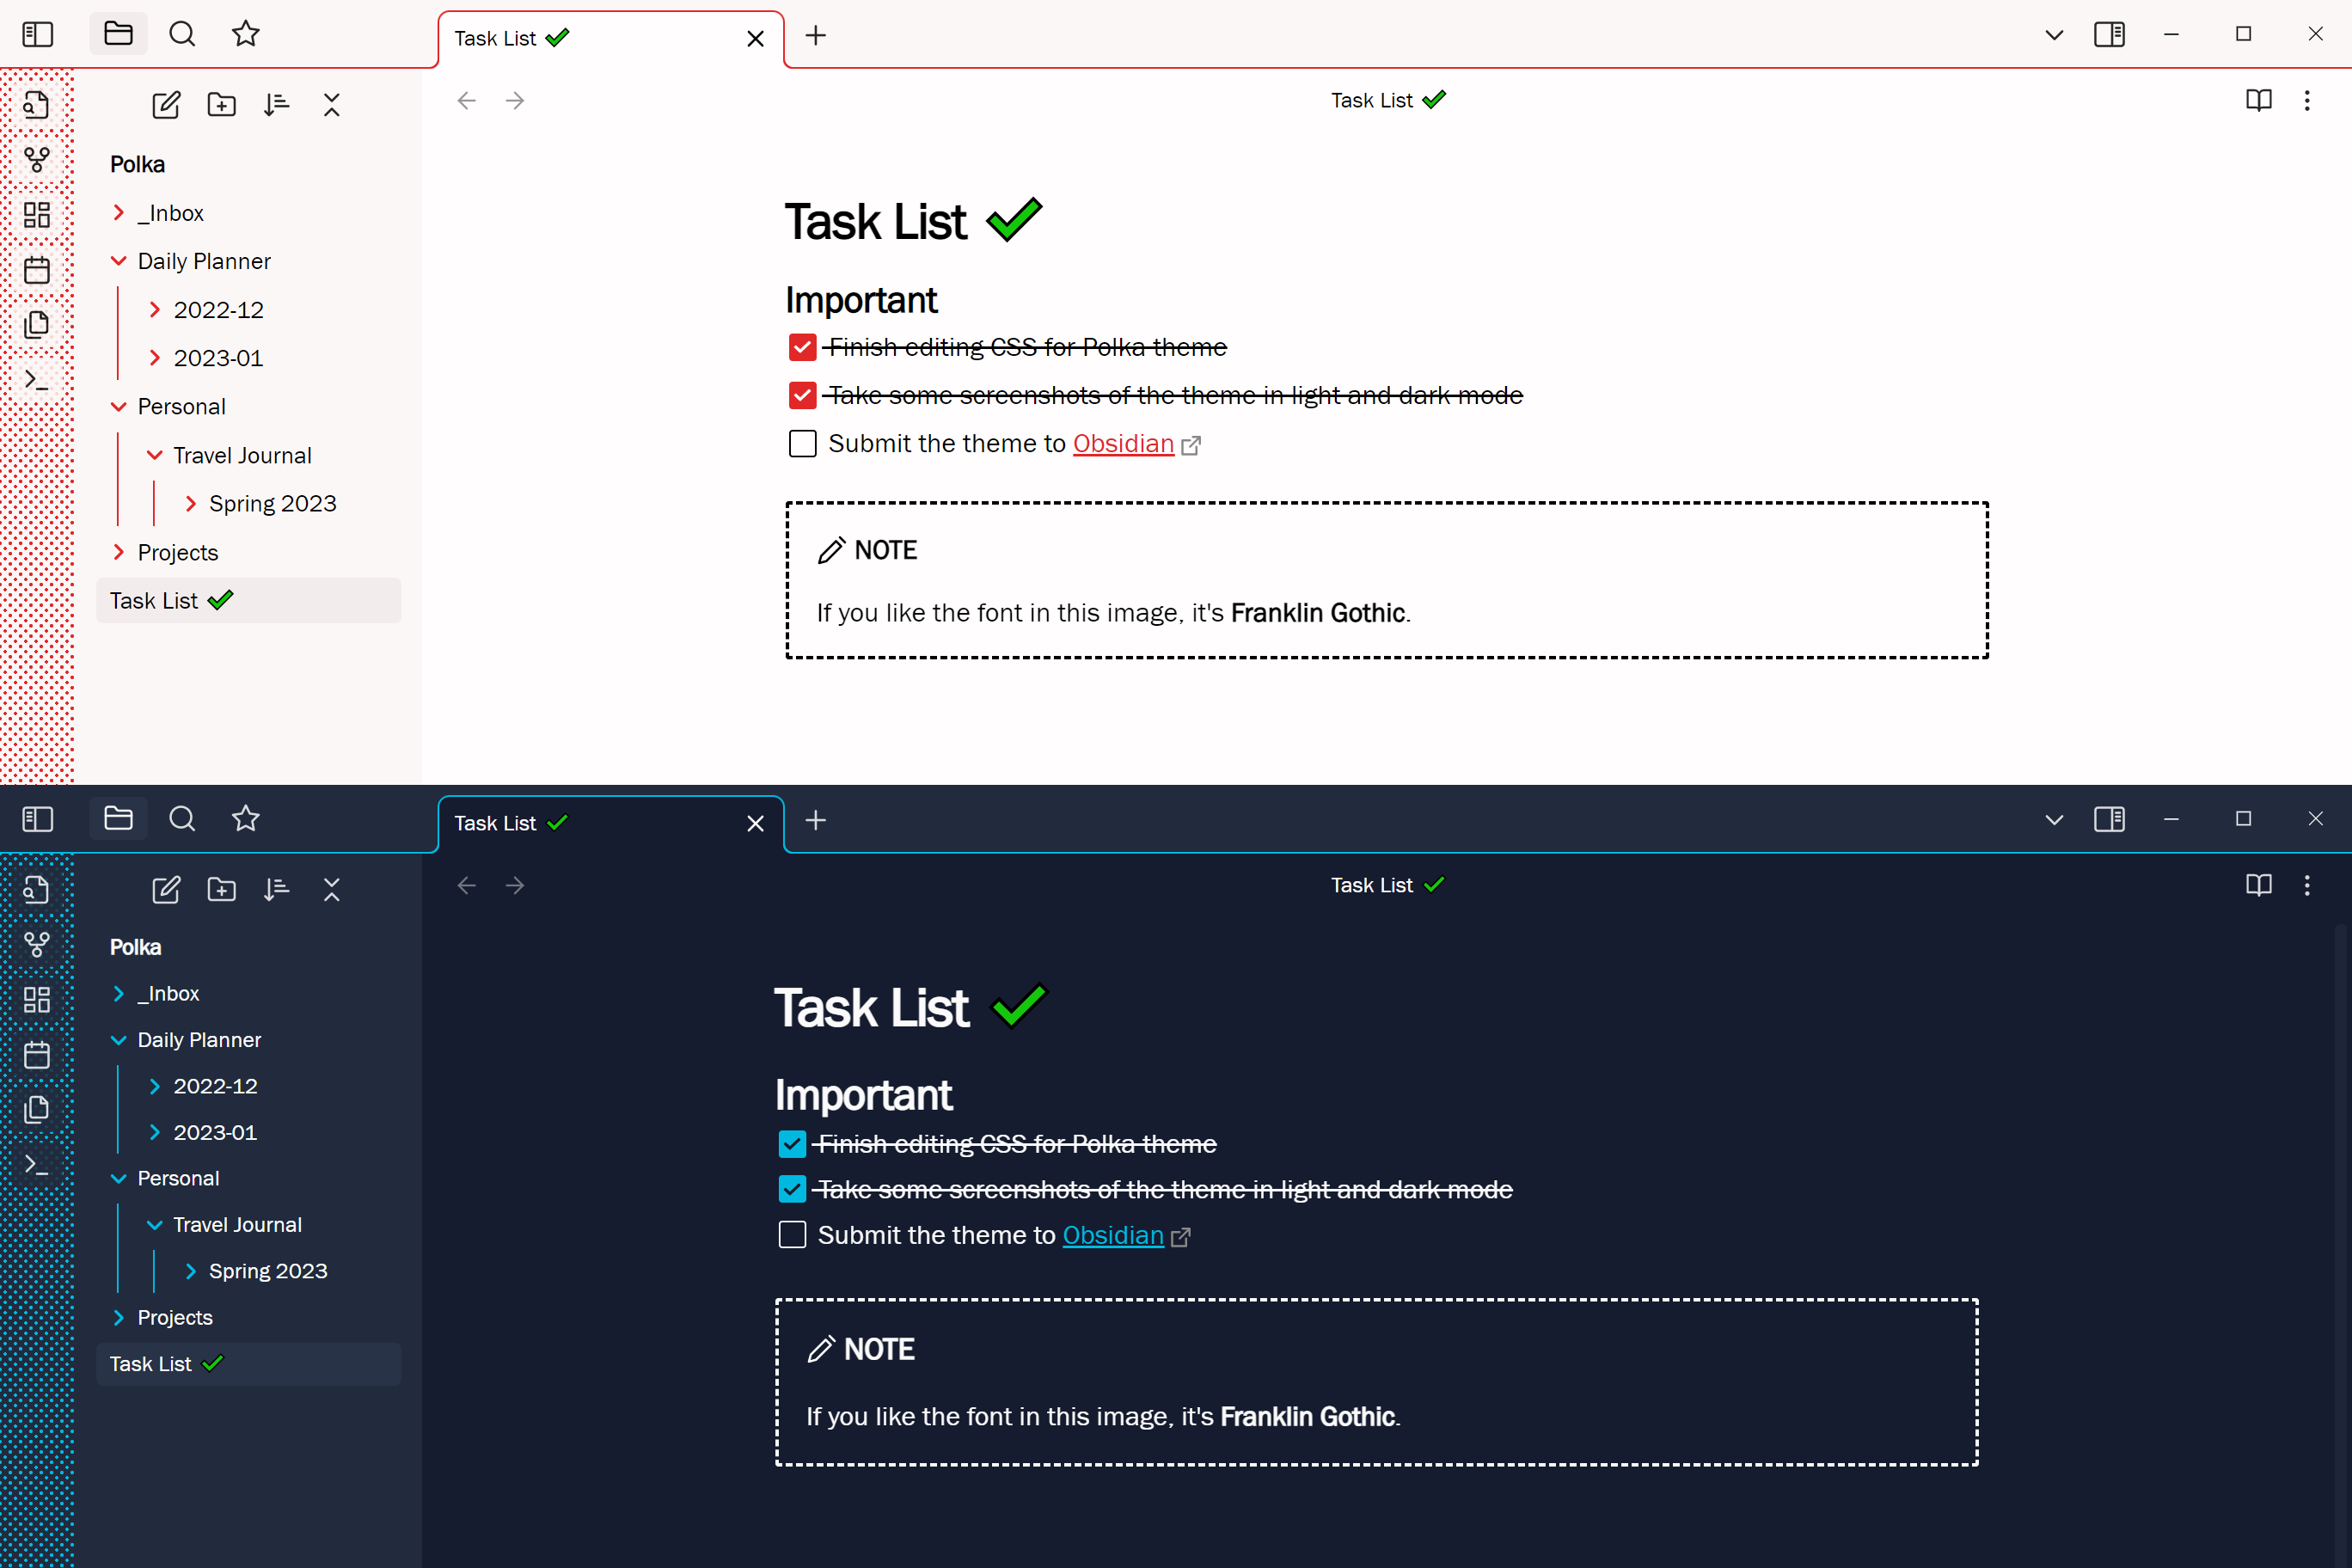 Task List ✔
Polka
_Inbox
Daily Planner
2022-12
2023-01
Personal
Travel Journal
Spring 2023
Projects
Task List ✔
Task List ✔
Task List ✔
Important
Finish editing CSS for Polka theme
Take some screenshots of the theme in light and dark mode
Submit the theme to Obsidian
NOTE
If you like the font in this image, it's Franklin Gothic.
Task List ✔
Polka
_Inbox
Daily Planner
2022-12
2023-01
Personal
Travel Journal
Spring 2023
Projects
Task List ✔
Task List ✔
Task List ✔
Important
Finish editing CSS for Polka theme
Take some screenshots of the theme in light and dark mode
Submit the theme to Obsidian
NOTE
If you like the font in this image, it's Franklin Gothic.